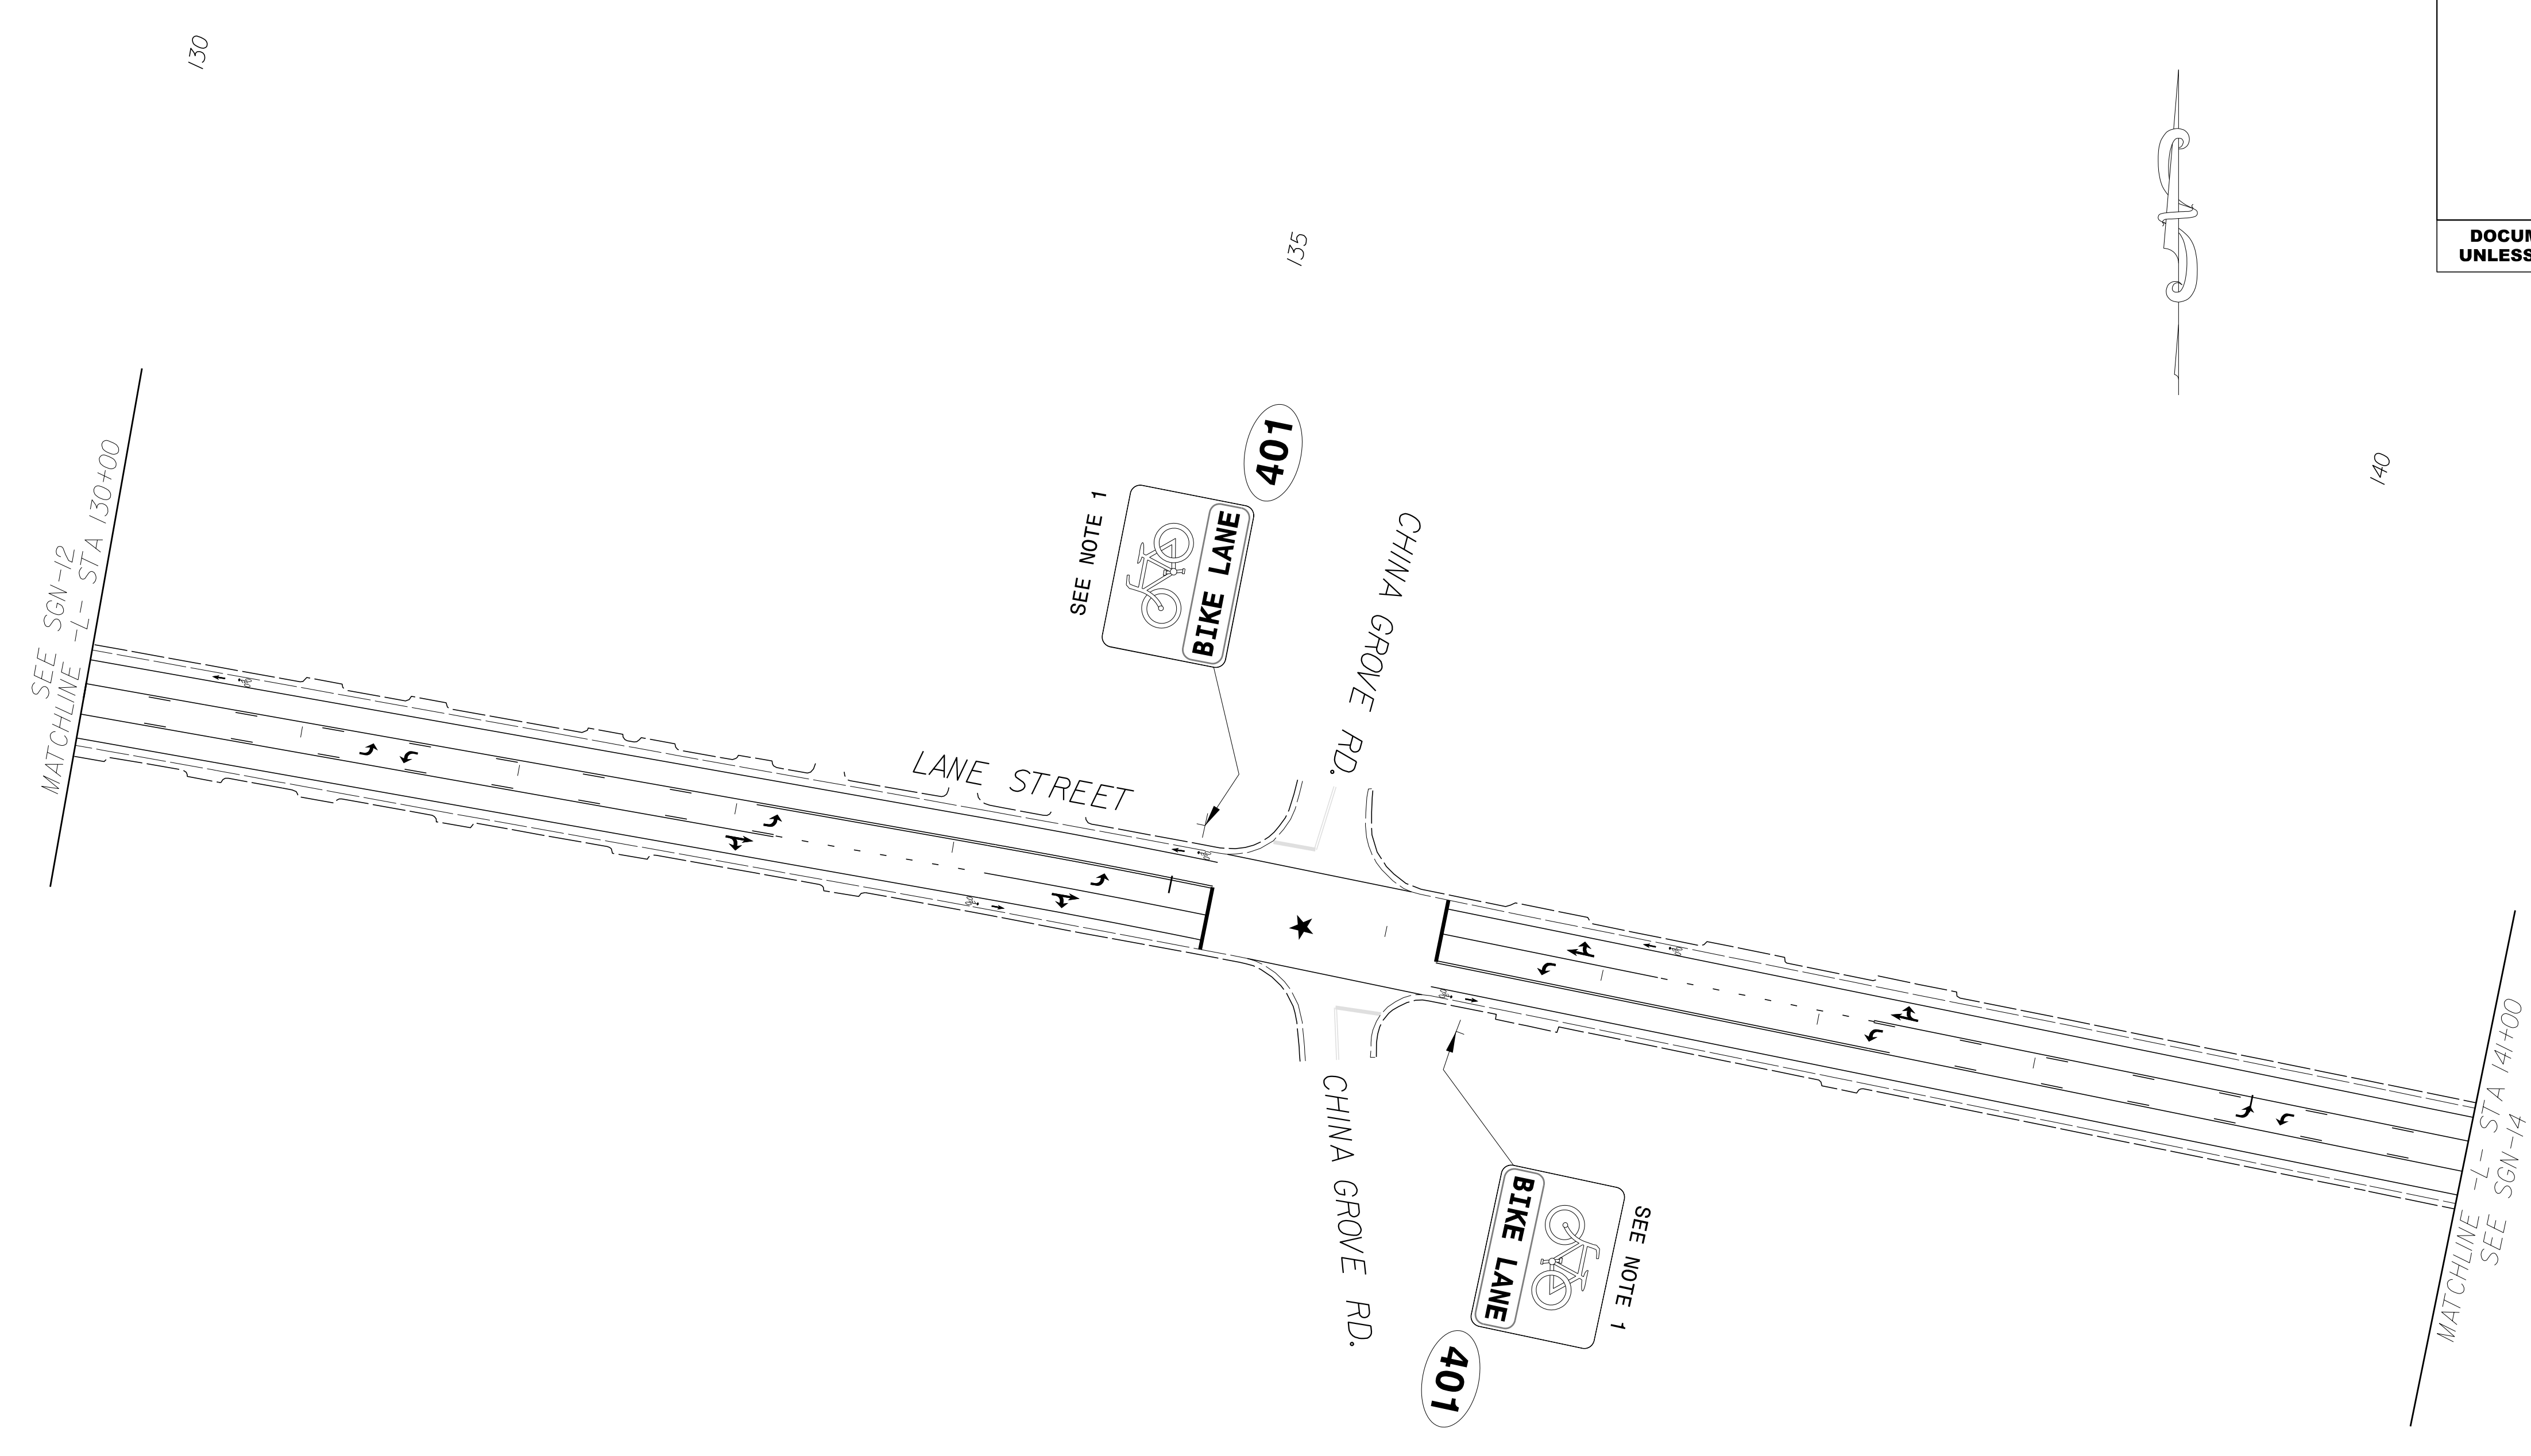 130
135
140
DOCUM
UNLESS
SEE SGN-12
MATCHLINE -L- STA 130+00
SEE NOTE 1
BIKE LANE
401
CHINA GROVE RD.
LANE STREET
CHINA GROVE RD.
BIKE LANE
SEE NOTE 1
401
MATCHLINE -L- STA 141+00
SEE SGN-14